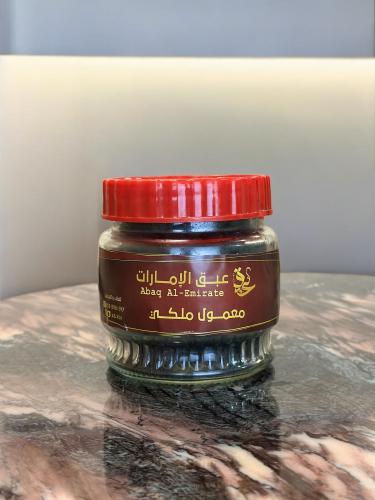 عبق الإمارات
Abaq Al-Emirate
معمول ملكي